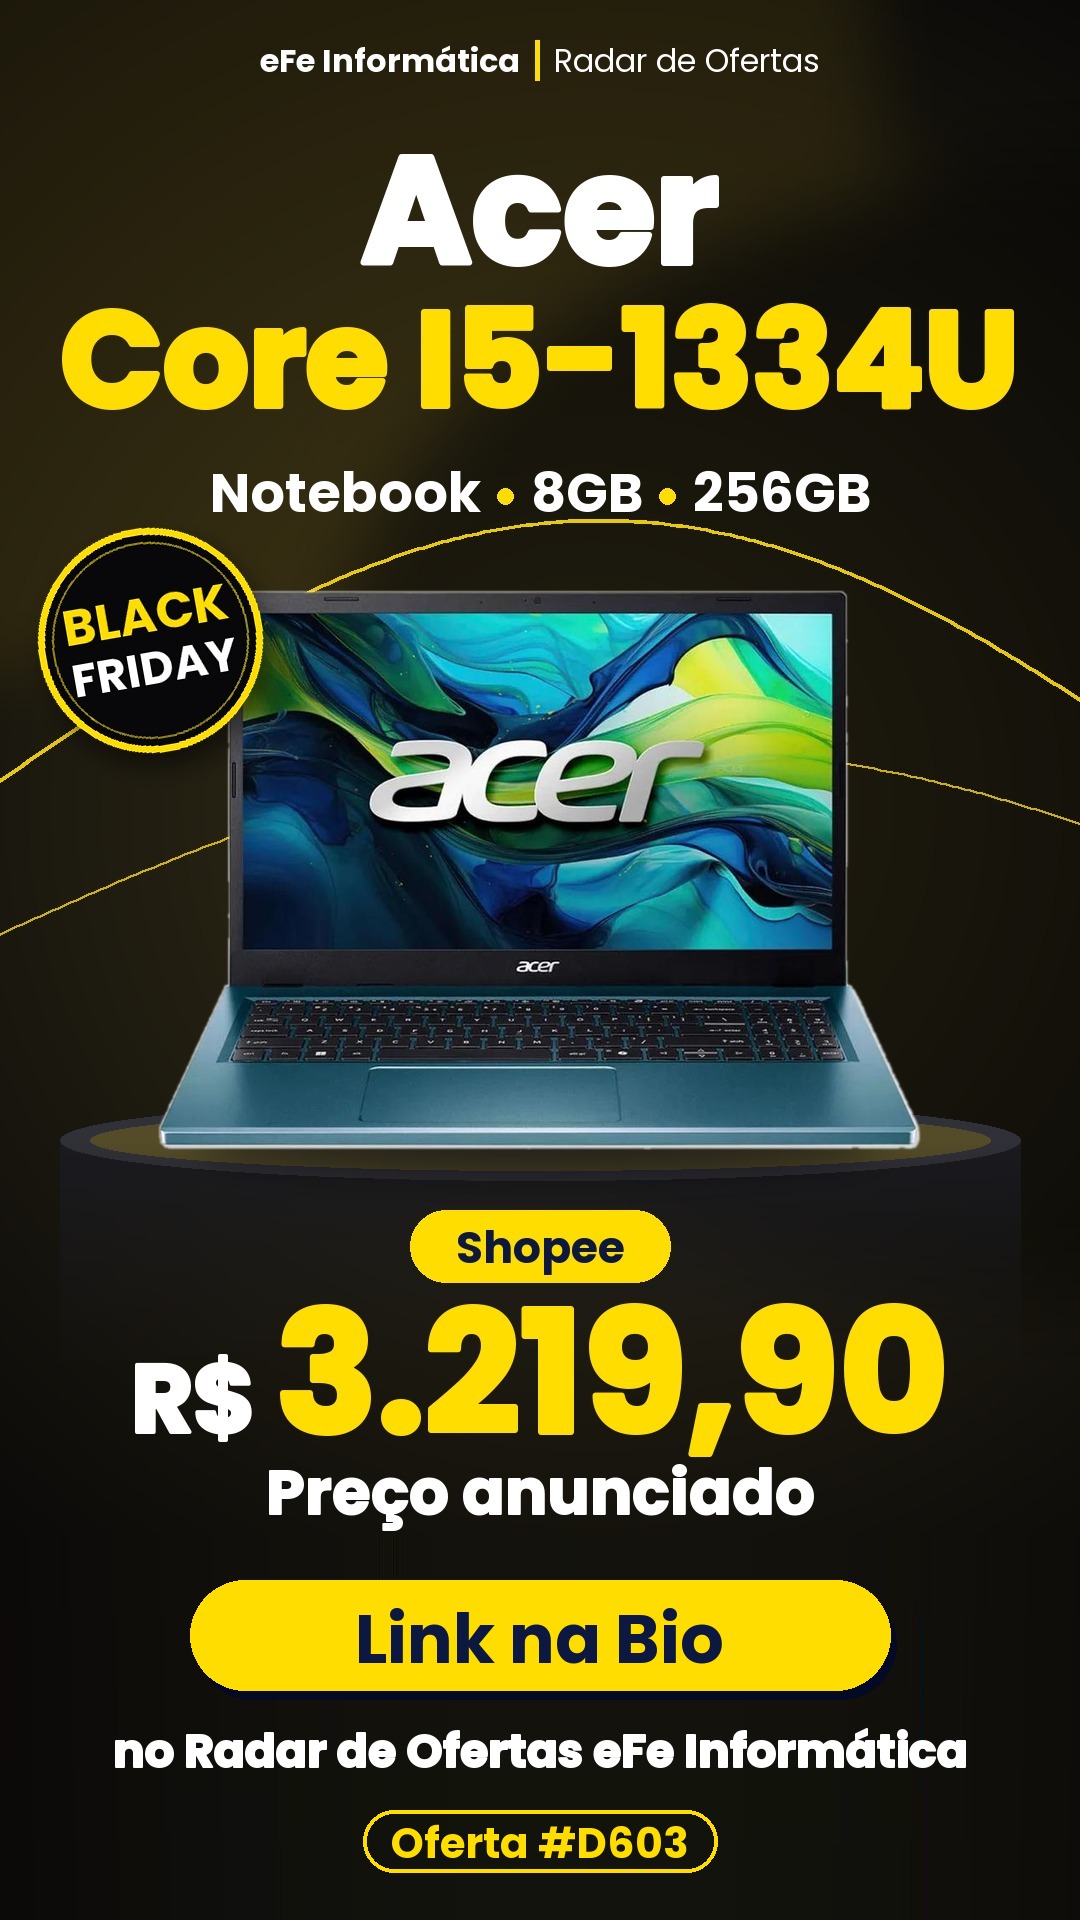 eFe Informática | Radar de Ofertas
Acer
Core I5-1334U
Notebook • 8GB • 256GB
BLACK
FRIDAY
acer
acer
Shopee
R$ 3.219,90
Preço anunciado
Link na Bio
no Radar de Ofertas eFe Informática
Oferta #D603